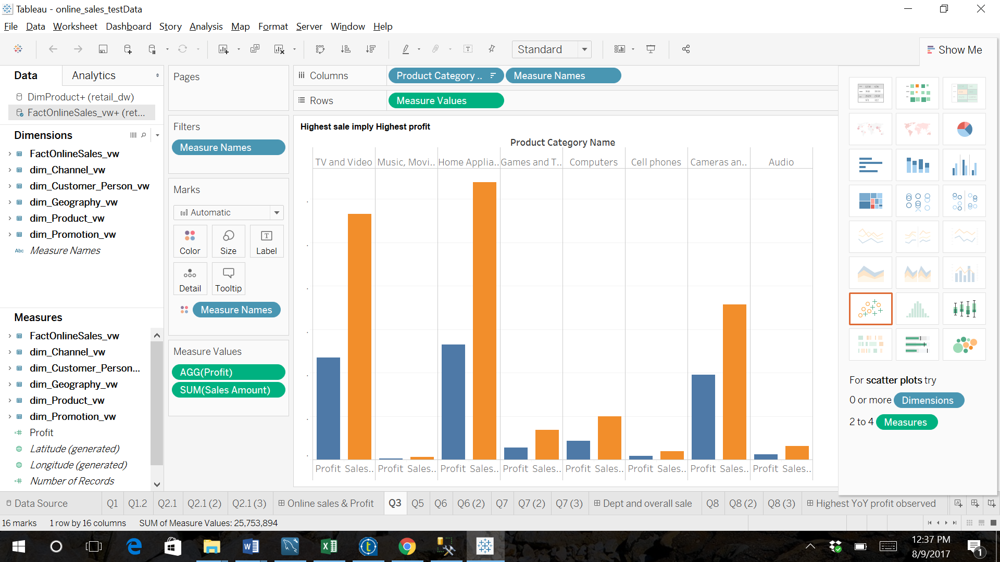 Tableau - online_sales_testData
File Data Worksheet Dashboard Story Analysis Map Format Server Window Help
Standard
Show Me
Data Analytics
DimProduct+ (retail_dw)
FactOnlineSales_vw+ (ret...
Dimensions
FactOnlineSales_vw
dim_Channel_vw
dim_Customer_Person_vw
dim_Geography_vw
dim_Product_vw
dim_Promotion_vw
Abc Measure Names
Measures
FactOnlineSales_vw
dim_Channel_vw
dim_Customer_Person...
dim_Geography_vw
dim_Product_vw
dim_Promotion_vw
Profit
Latitude (generated)
Longitude (generated)
Number of Records
Pages
Filters
Measure Names
Marks
Automatic
Color Size Label
Detail Tooltip
Measure Names
Measure Values
AGG(Profit)
SUM(Sales Amount)
Columns Product Category .. Measure Names
Rows Measure Values
Highest sale imply Highest profit
Product Category Name
TV and Video Music, Movi.. Home Applia.. Games and T.. Computers Cell phones Cameras an.. Audio
Profit Sales.. Profit Sales.. Profit Sales.. Profit Sales.. Profit Sales.. Profit Sales.. Profit Sales.. Profit Sales..
For scatter plots try
0 or more Dimensions
2 to 4 Measures
Data Source Q1 Q1.2 Q2.1 Q2.1 (2) Q2.1 (3) Online sales & Profit Q3 Q5 Q6 Q6 (2) Q7 Q7 (2) Q7 (3) Dept and overall sale Q8 Q8 (2) Q8 (3) Highest YoY profit observed
16 marks 1 row by 16 columns SUM of Measure Values: 25,753,894
12:37 PM
8/9/2017
1